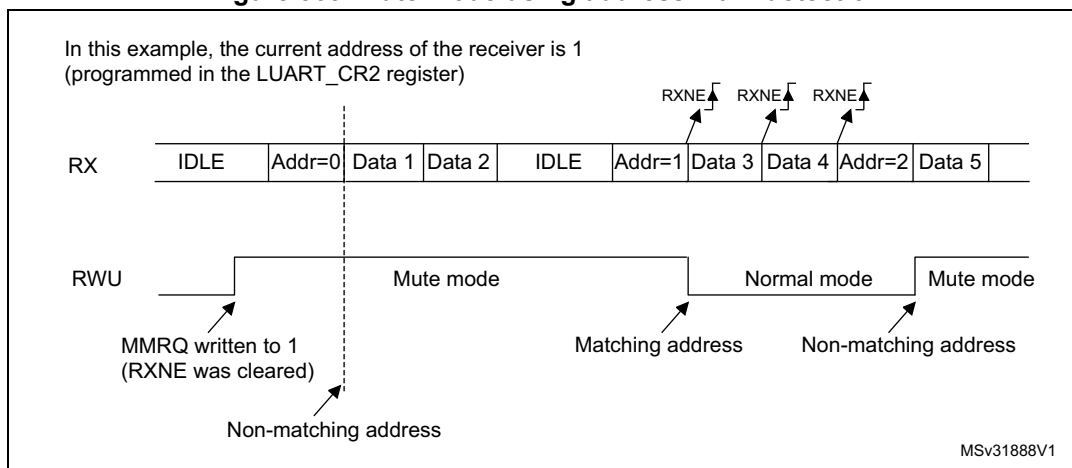 In this example, the current address of the receiver is 1
(programmed in the LUART_CR2 register)
RXNE RXNE RXNE
RX IDLE Addr=0 Data 1 Data 2 IDLE Addr=1 Data 3 Data 4 Addr=2 Data 5
RWU Mute mode Normal mode Mute mode
MMRQ written to 1 Matching address Non-matching address
(RXNE was cleared)
Non-matching address
MSv31888V1